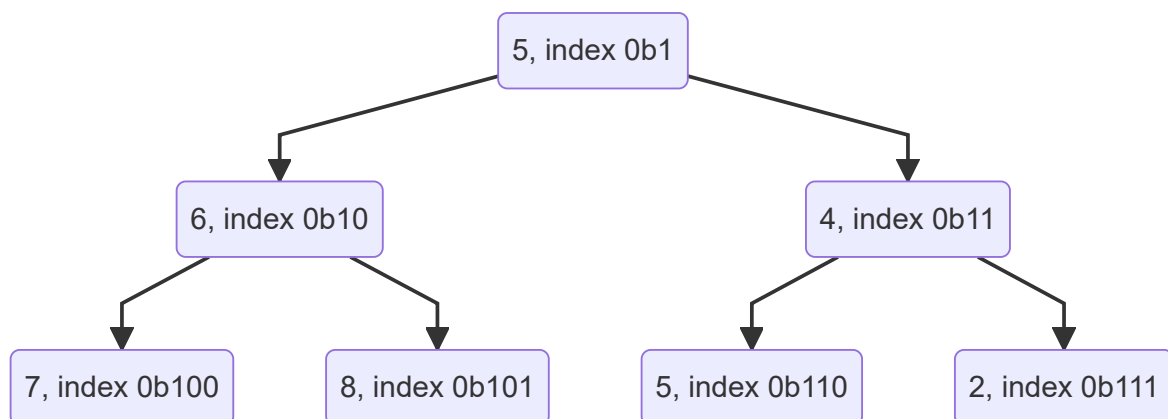 5, index 0b1
6, index 0b10
4, index 0b11
7, index 0b100
8, index 0b101
5, index 0b110
2, index 0b111